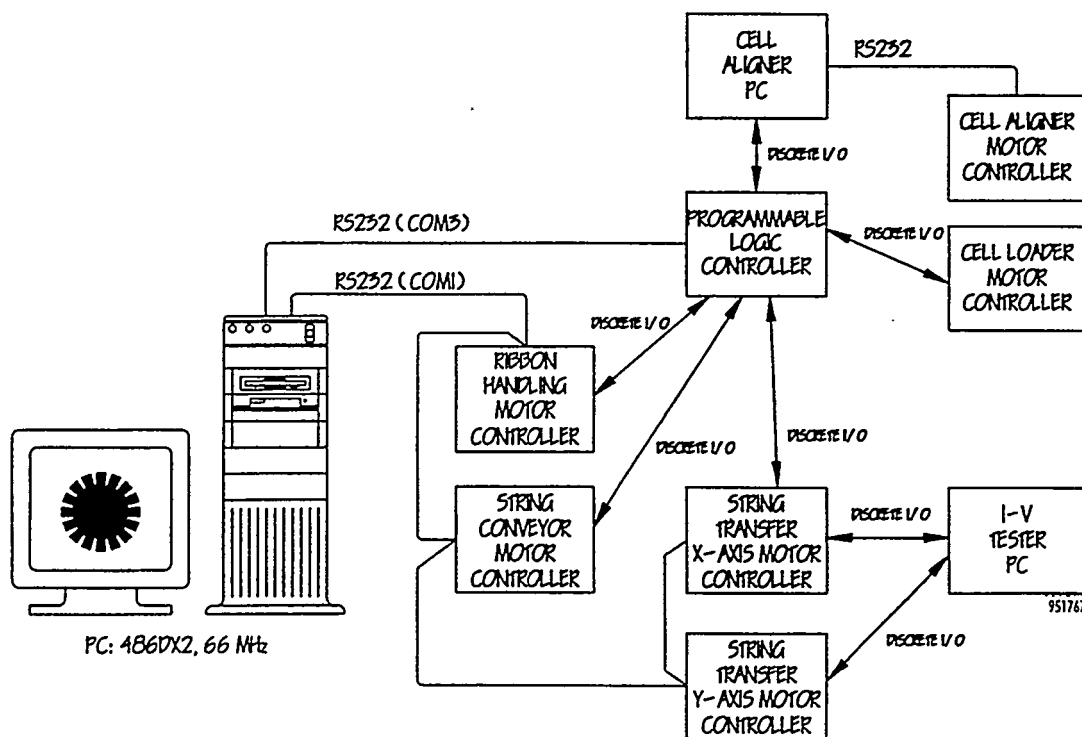 CELL
ALIGNER
PC
RS232
CELL ALIGNER
MOTOR
CONTROLLER
DISCRETE I/O
PROGRAMMABLE
LOGIC
CONTROLLER
DISCRETE I/O
CELL LOADER
MOTOR
CONTROLLER
RS232 (COM3)
RS232 (COM1)
DISCRETE I/O
RIBBON
HANDLING
MOTOR
CONTROLLER
DISCRETE I/O
DISCRETE I/O
STRING
CONVEYOR
MOTOR
CONTROLLER
STRING
TRANSFER
X-AXIS MOTOR
CONTROLLER
DISCRETE I/O
I-V
TESTER
PC
DISCRETE I/O
STRING
TRANSFER
Y-AXIS MOTOR
CONTROLLER
PC: 486DX2, 66 MHz